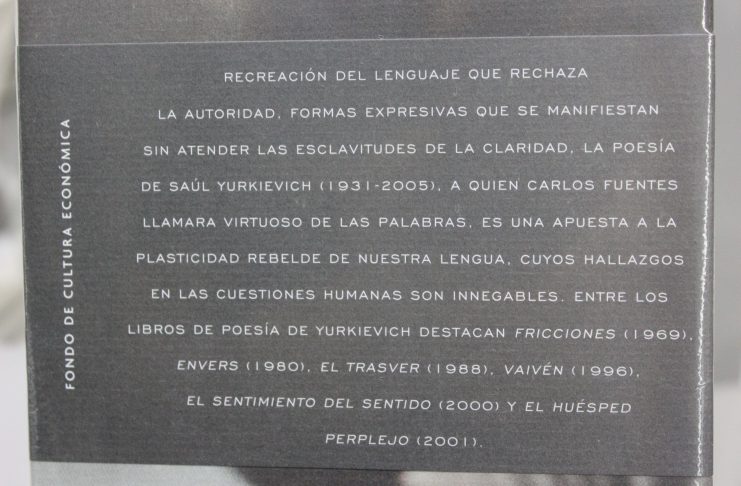 FONDO DE CULTURA ECONÓMICA
RECREACIÓN DEL LENGUAJE QUE RECHAZA
LA AUTORIDAD, FORMAS EXPRESIVAS QUE SE MANIFIESTAN
SIN ATENDER LAS ESCLAVITUDES DE LA CLARIDAD, LA POESÍA
DE SAÚL YURKIEVICH (1931-2005), A QUIEN CARLOS FUENTES
LLAMARA VIRTUOSO DE LAS PALABRAS, ES UNA APUESTA A LA
PLASTICIDAD REBELDE DE NUESTRA LENGUA, CUYOS HALLAZGOS
EN LAS CUESTIONES HUMANAS SON INNEGABLES. ENTRE LOS
LIBROS DE POESÍA DE YURKIEVICH DESTACAN FRICCIONES (1969),
ENVERS (1980), EL TRASVER (1988), VAIVÉN (1996),
EL SENTIMIENTO DEL SENTIDO (2000) Y EL HUÉSPED
PERPLEJO (2001).